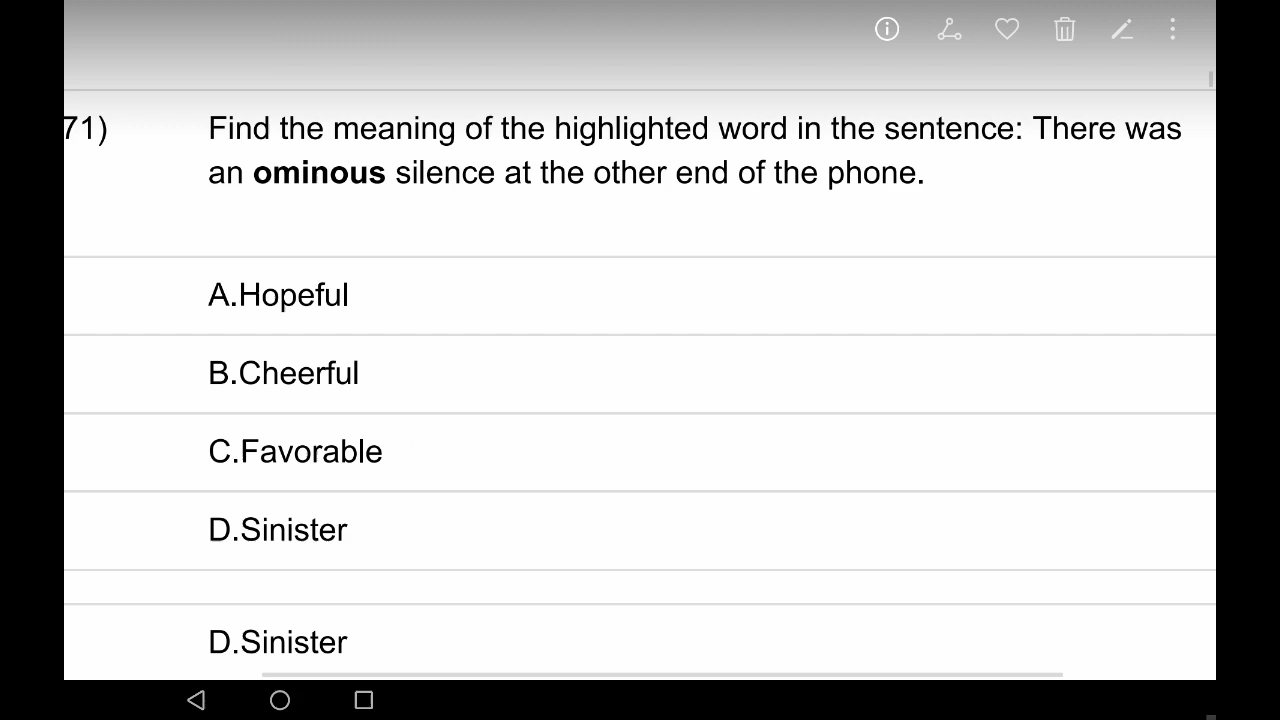 71)
Find the meaning of the highlighted word in the sentence: There was
an ominous silence at the other end of the phone.
A.Hopeful
B.Cheerful
C.Favorable
D.Sinister
D.Sinister